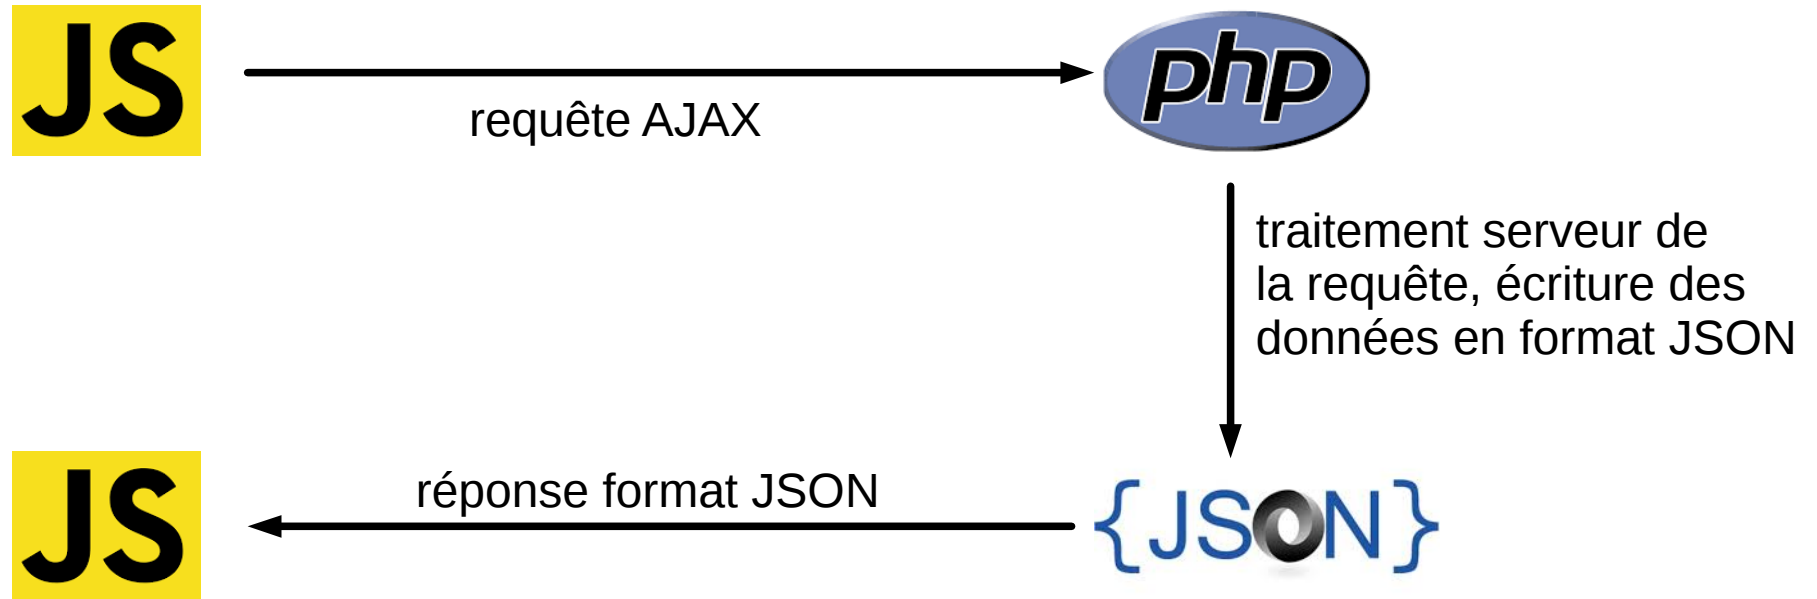 JS
php
requête AJAX
traitement serveur de
la requête, écriture des
données en format JSON
JS
réponse format JSON
{JSON}